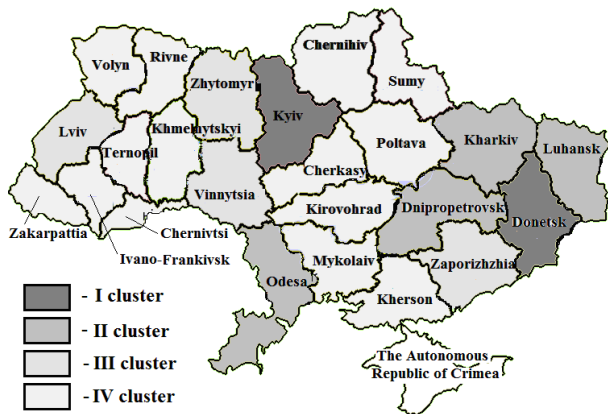 Chernihiv
Volyn
Rivne
Sumy
Zhytomyr
Kyiv
Lviv
Ternopil
Khmelnytskyi
Poltava
Kharkiv
Luhansk
Cherkasy
Vinnytsia
Zakarpattia
Ivano-Frankivsk
Chernivtsi
Kirovohrad
Dnipropetrovsk
Donetsk
Odesa
Mykolaiv
Zaporizhzhia
Kherson
The Autonomous
Republic of Crimea
- I cluster
- II cluster
- III cluster
- IV cluster